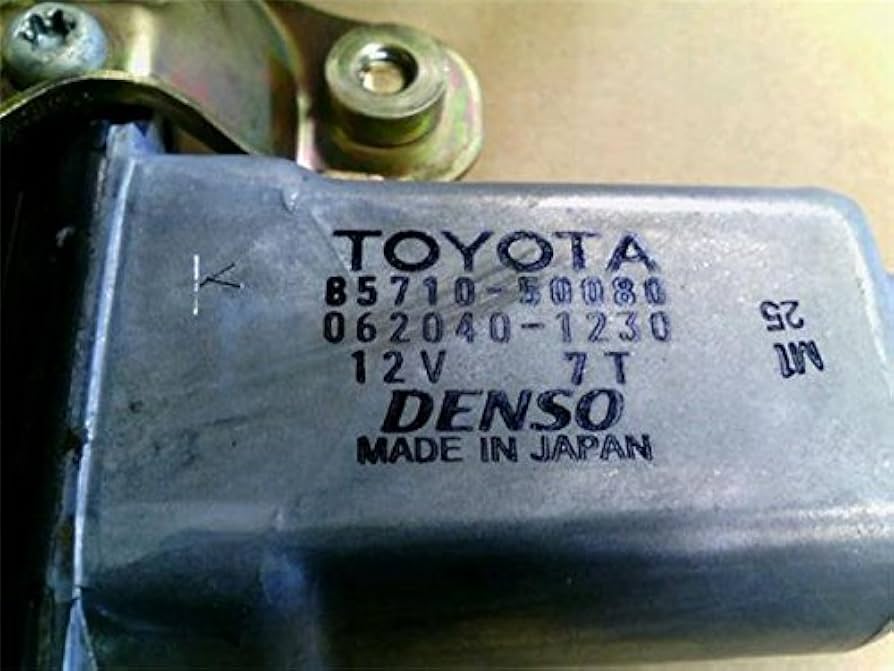 TOYOTA
85710-50080
062040-1230
12V 7T
DENSO
MADE IN JAPAN
25
K